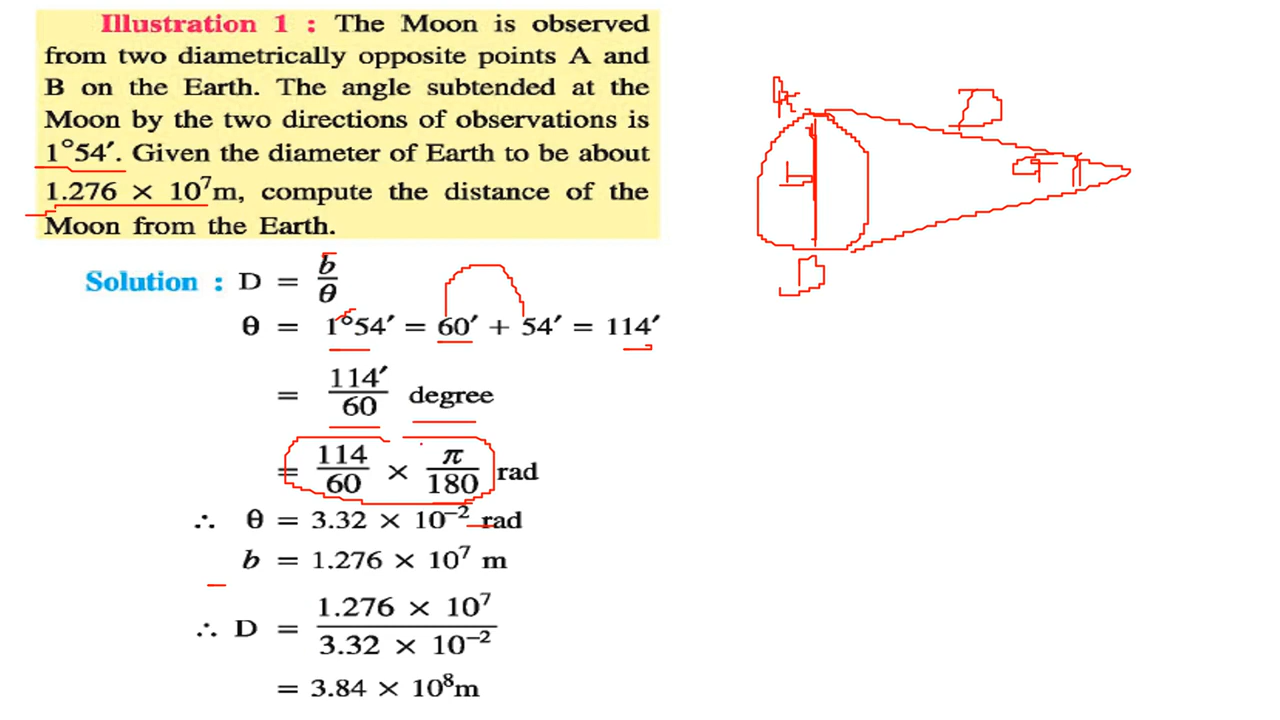 Illustration 1 : The Moon is observed
from two diametrically opposite points A and
B on the Earth. The angle subtended at the
Moon by the two directions of observations is
1°54′. Given the diameter of Earth to be about
1.276 × 10⁷m, compute the distance of the
Moon from the Earth.
Solution : D = b/θ
θ = 1°54′ = 60′ + 54′ = 114′
= 114′/60 degree
= 114/60 × π/180 rad
∴ θ = 3.32 × 10⁻² rad
b = 1.276 × 10⁷ m
∴ D = 1.276 × 10⁷/3.32 × 10⁻²
= 3.84 × 10⁸m
D